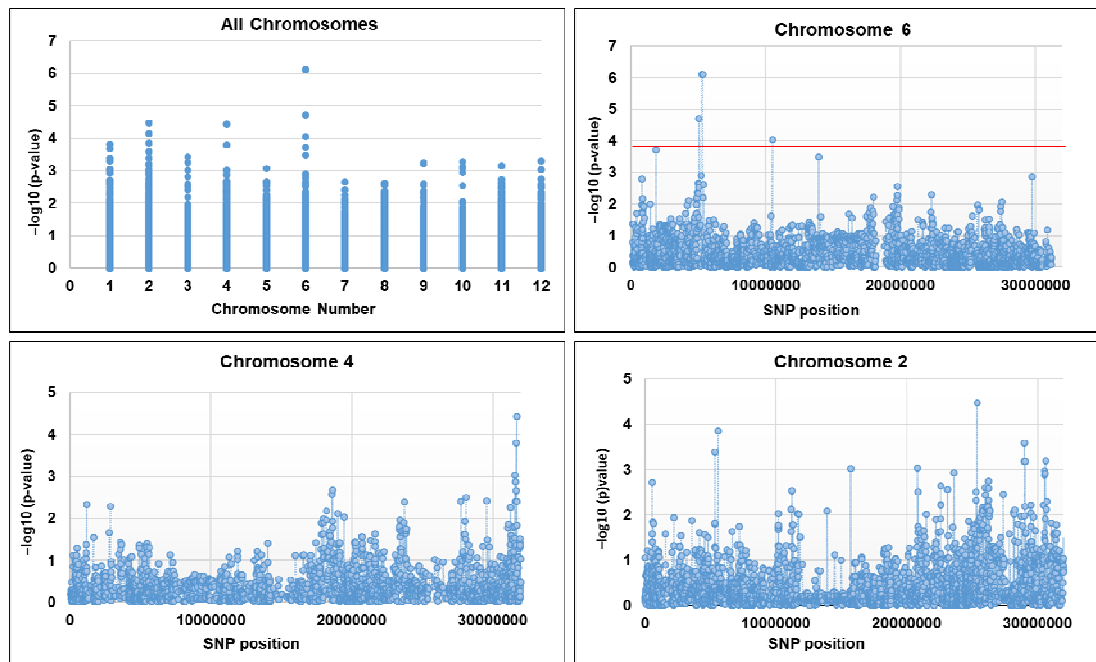 All Chromosomes
7
6
5
4
3
2
1
0
−log10 (p-value)
0 1 2 3 4 5 6 7 8 9 10 11 12
Chromosome Number
Chromosome 6
7
6
5
4
3
2
1
0
−log10 (p-value)
0 10000000 20000000 30000000
SNP position
Chromosome 4
5
4
3
2
1
0
−log10 (p-value)
0 10000000 20000000 30000000
SNP position
Chromosome 2
5
4
3
2
1
0
−log10 (p)value)
0 10000000 20000000 30000000
SNP position